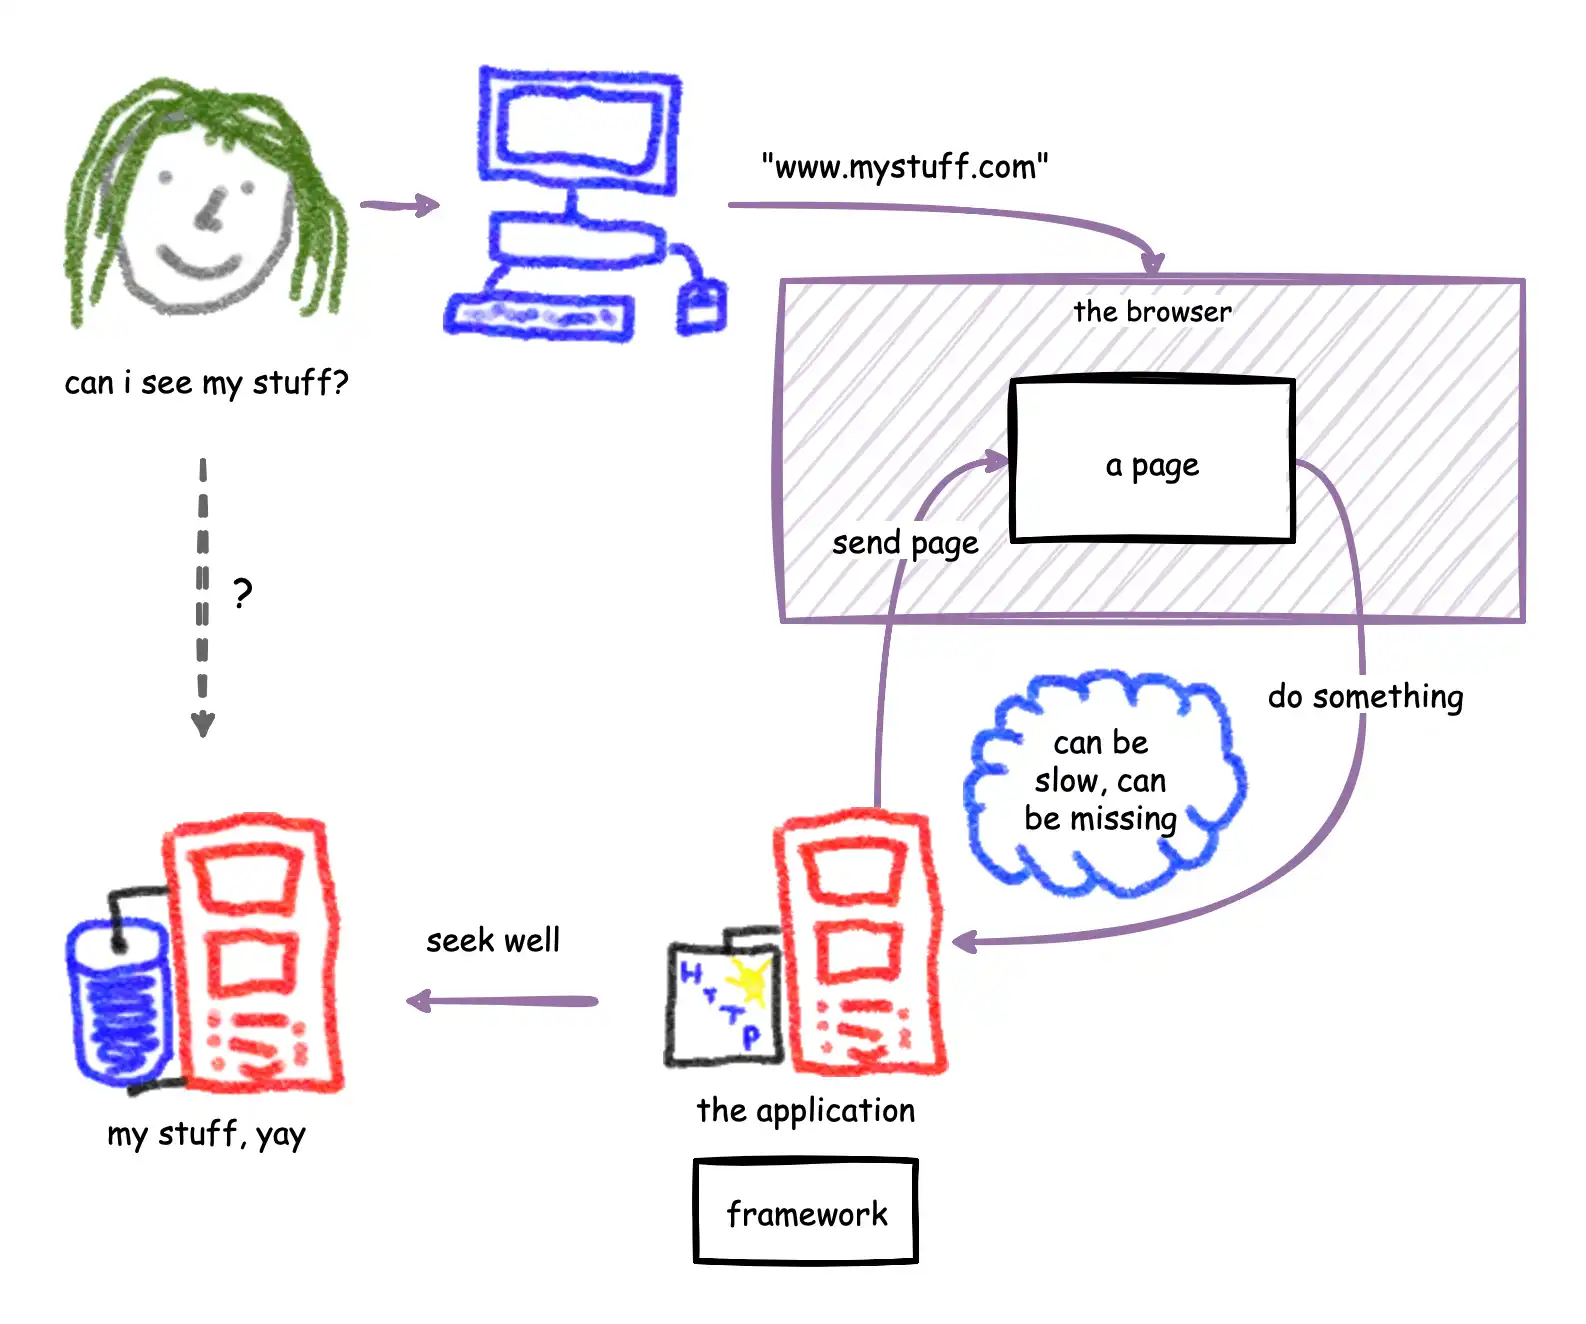 "www.mystuff.com"
the browser
can i see my stuff?
a page
send page
?
do something
can be
slow, can
be missing
seek well
H
T
T
P
the application
my stuff, yay
framework